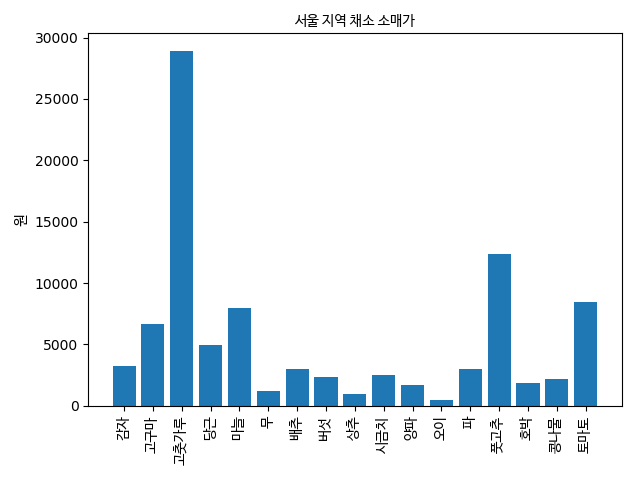 서울 지역 채소 소매가
30000
25000
20000
15000
10000
5000
0
원
감자
고구마
고춧가루
당근
마늘
무
배추
버섯
상추
시금치
양파
오이
파
풋고추
호박
콩나물
토마토